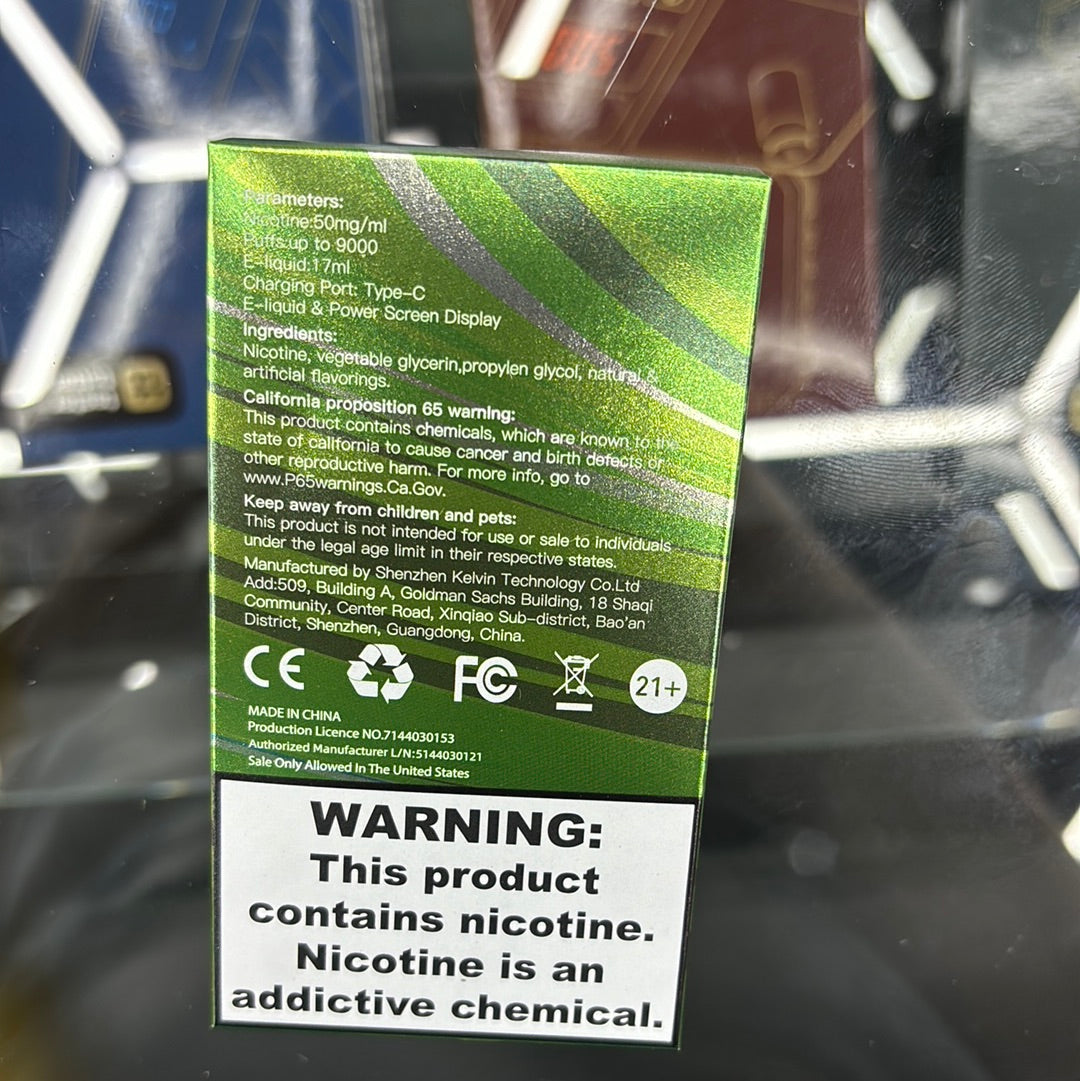 Parameters:
Nicotine:50mg/ml
Puffs:up to 9000
E-liquid:17ml
Charging Port: Type-C
E-liquid & Power Screen Display
Ingredients:
Nicotine, vegetable glycerin,propylen glycol, natural &
artificial flavorings.
California proposition 65 warning:
This product contains chemicals, which are known to the
state of california to cause cancer and birth defects or
other reproductive harm. For more info, go to
www.P65warnings.Ca.Gov.
Keep away from children and pets:
This product is not intended for use or sale to individuals
under the legal age limit in their respective states.
Manufactured by Shenzhen Kelvin Technology Co.Ltd
Add:509, Building A, Goldman Sachs Building, 18 Shaqi
Community, Center Road, Xinqiao Sub-district, Bao'an
District, Shenzhen, Guangdong, China.
CE FC 21+
MADE IN CHINA
Production Licence NO.7144030153
Authorized Manufacturer L/N:5144030121
Sale Only Allowed In The United States
WARNING:
This product
contains nicotine.
Nicotine is an
addictive chemical.